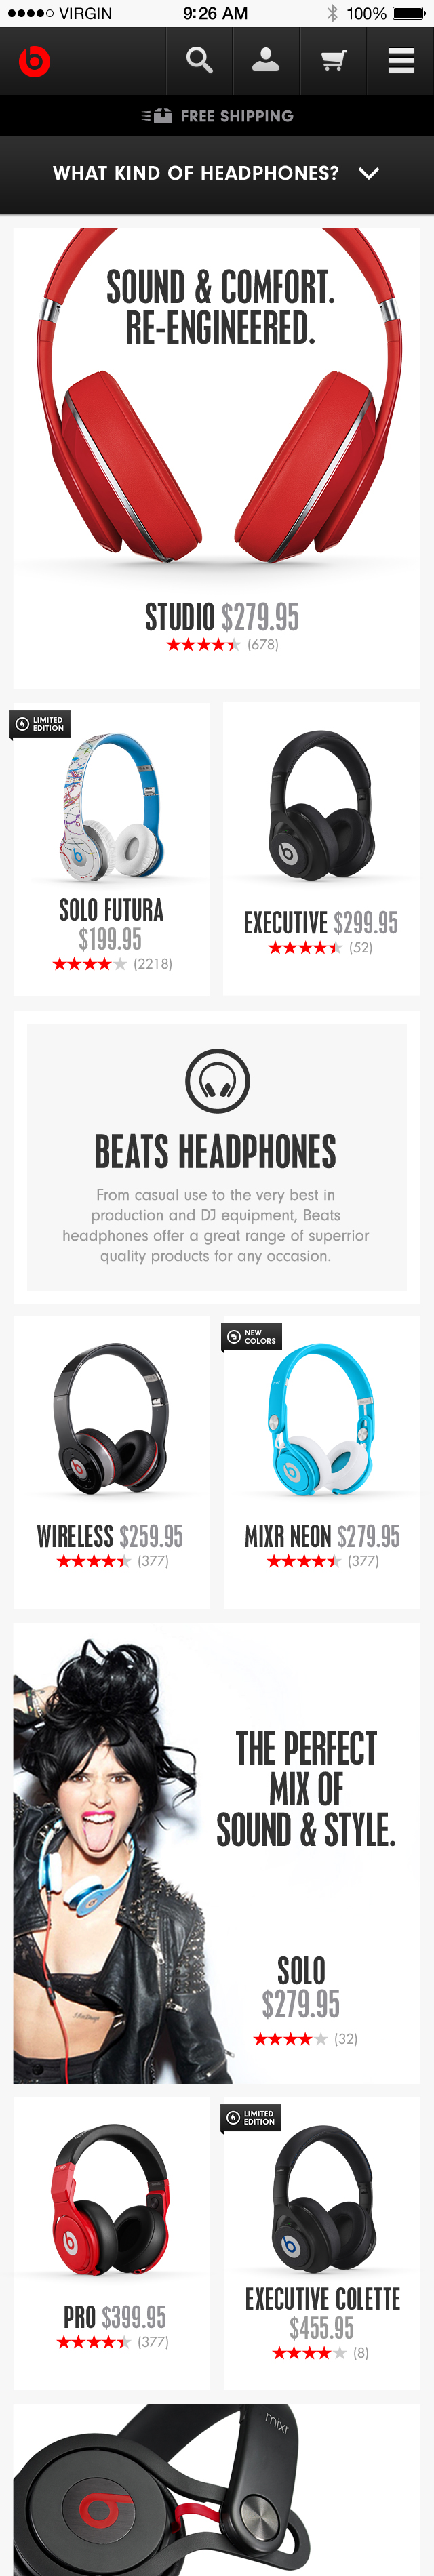 VIRGIN 9:26 AM 100%
FREE SHIPPING
WHAT KIND OF HEADPHONES?
SOUND & COMFORT.
RE-ENGINEERED.
STUDIO $279.95
(678)
LIMITED
EDITION
SOLO FUTURA
$199.95
(2218)
EXECUTIVE $299.95
(52)
BEATS HEADPHONES
From casual use to the very best in
production and DJ equipment, Beats
headphones offer a great range of superrior
quality products for any occasion.
WIRELESS $259.95
(377)
NEW
COLORS
MIXR NEON $279.95
(377)
THE PERFECT
MIX OF
SOUND & STYLE.
SOLO
$279.95
(32)
PRO $399.95
(377)
LIMITED
EDITION
EXECUTIVE COLETTE
$455.95
(8)
mixr